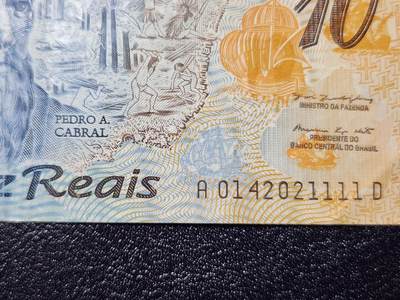 10
PEDRO A.
CABRAL
MINISTRO DA FAZENDA
PRESIDENTE DO
BANCO CENTRAL DO BRASIL
z Reais
A 0142021111 D